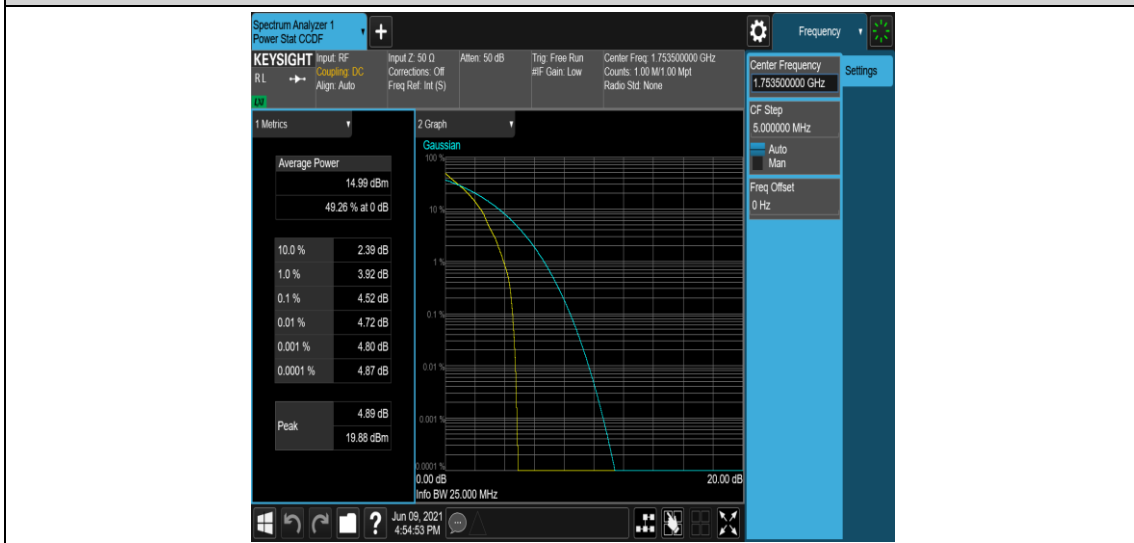 Spectrum Analyzer 1
Power Stat CCDF
+
Frequency
KEYSIGHT
RL
Input: RF
Coupling: DC
Align: Auto
Input Z: 50 Ω
Corrections: Off
Freq Ref: Int (S)
Atten: 50 dB
Trig: Free Run
#IF Gain: Low
Center Freq: 1.753500000 GHz
Counts: 1.00 M/1.00 Mpt
Radio Std: None
Center Frequency
1.753500000 GHz
Settings
CF Step
5.000000 MHz
Auto
Man
Freq Offset
0 Hz
1 Metrics
Average Power
14.99 dBm
49.26 % at 0 dB
10.0 % 2.39 dB
1.0 % 3.92 dB
0.1 % 4.52 dB
0.01 % 4.72 dB
0.001 % 4.80 dB
0.0001 % 4.87 dB
Peak 4.89 dB
19.88 dBm
2 Graph
Gaussian
100 %
10 %
1 %
0.1 %
0.01 %
0.001 %
0.0001 %
0.00 dB 20.00 dB
Info BW 25.000 MHz
?
Jun 09, 2021
4:54:53 PM